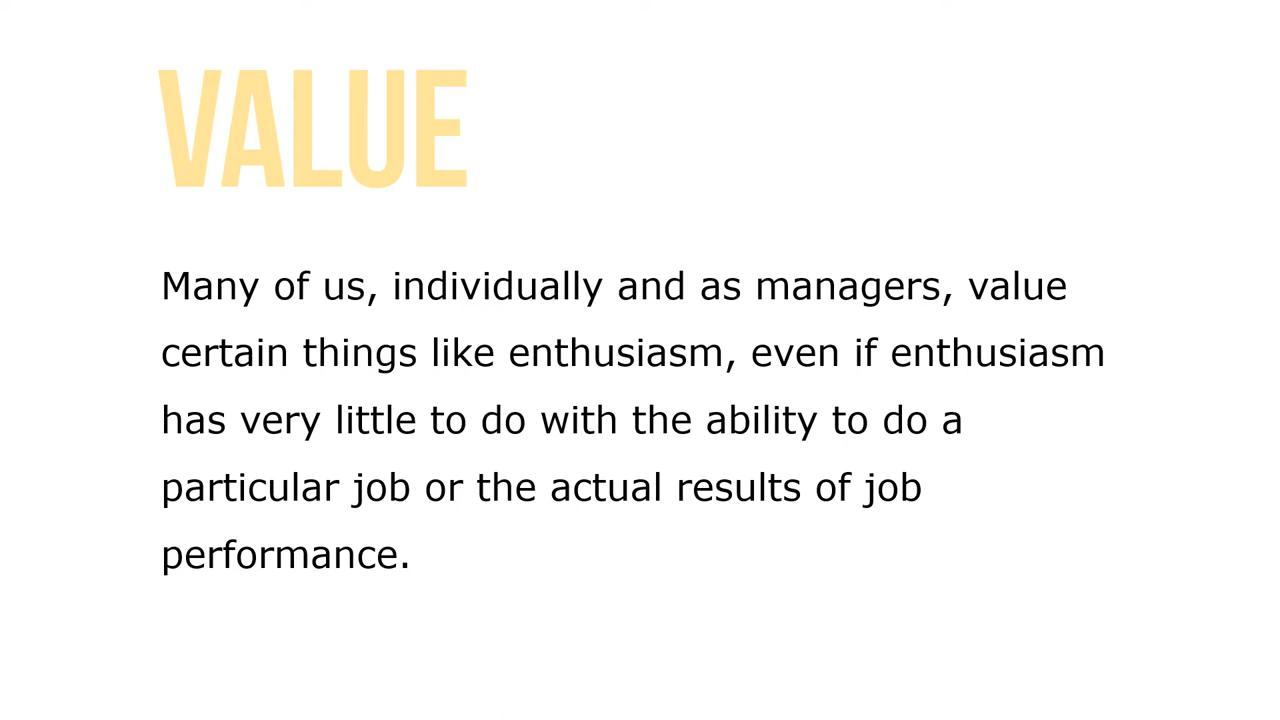 VALUE
Many of us, individually and as managers, value
certain things like enthusiasm, even if enthusiasm
has very little to do with the ability to do a
particular job or the actual results of job
performance.